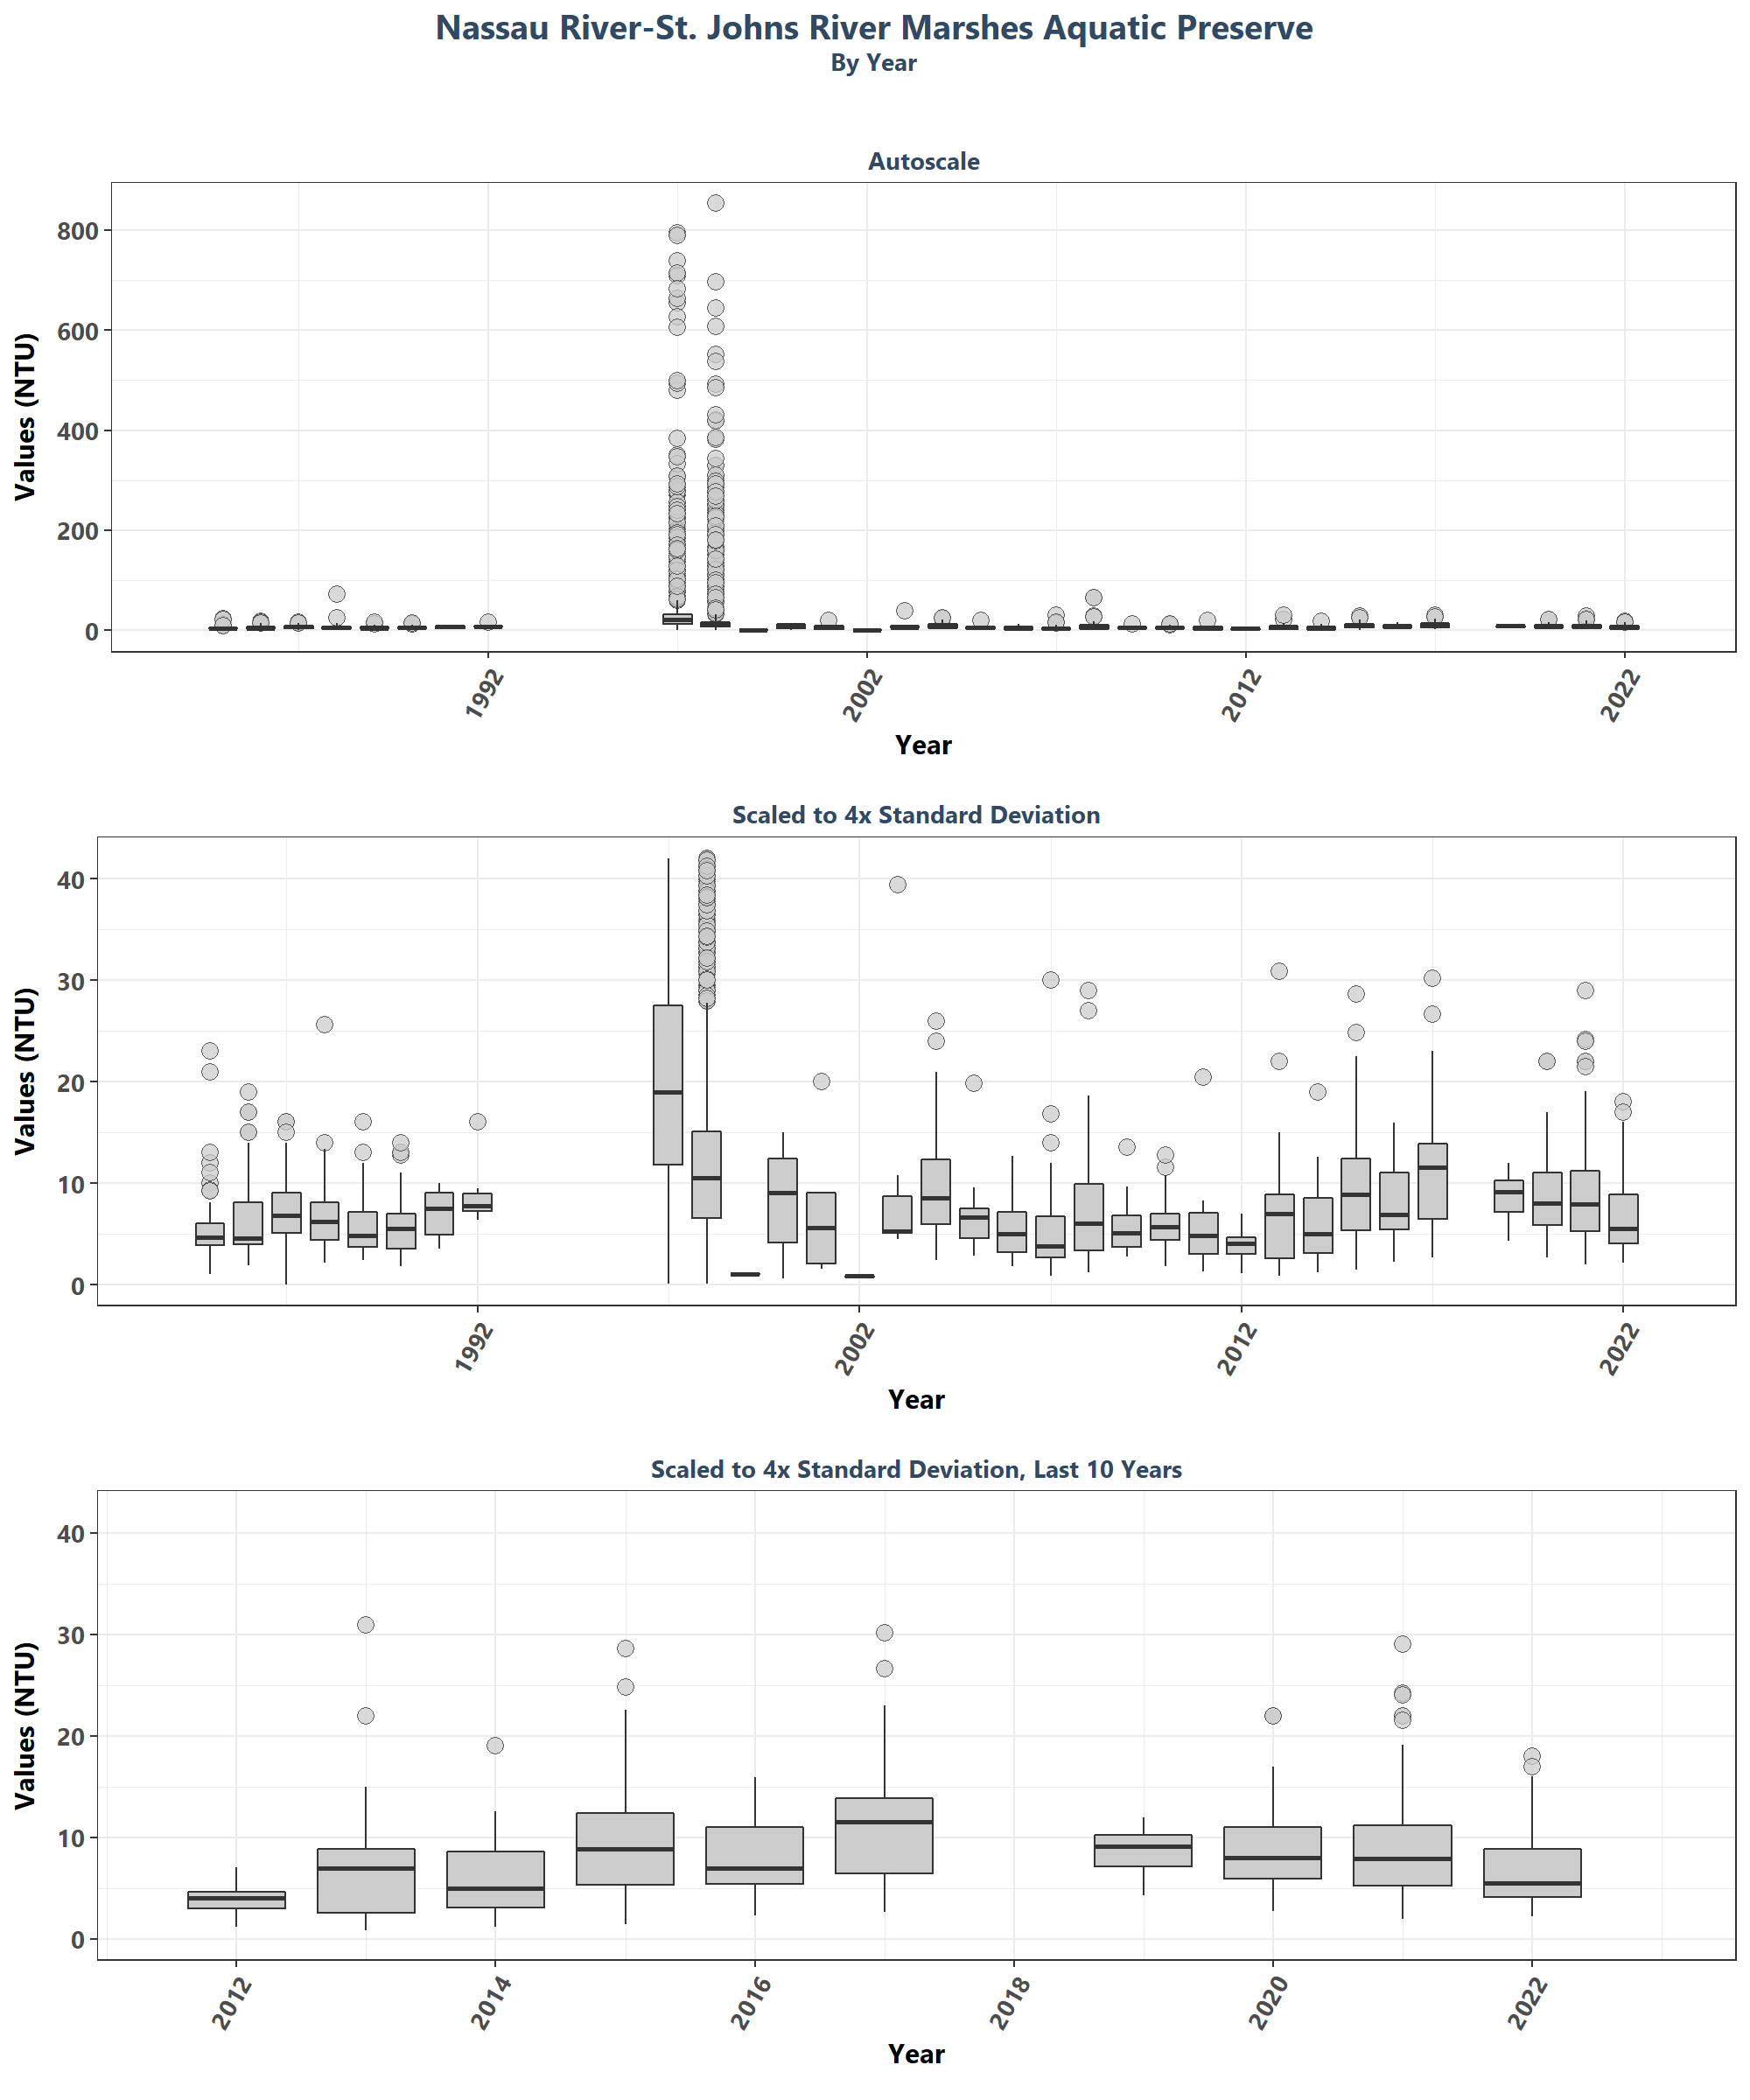 Nassau River-St. Johns River Marshes Aquatic Preserve
By Year
Autoscale
Values (NTU)
800
600
400
200
0
1992
2002
2012
2022
Year
Scaled to 4x Standard Deviation
Values (NTU)
40
30
20
10
0
1992
2002
2012
2022
Year
Scaled to 4x Standard Deviation, Last 10 Years
Values (NTU)
40
30
20
10
0
2012
2014
2016
2018
2020
2022
Year